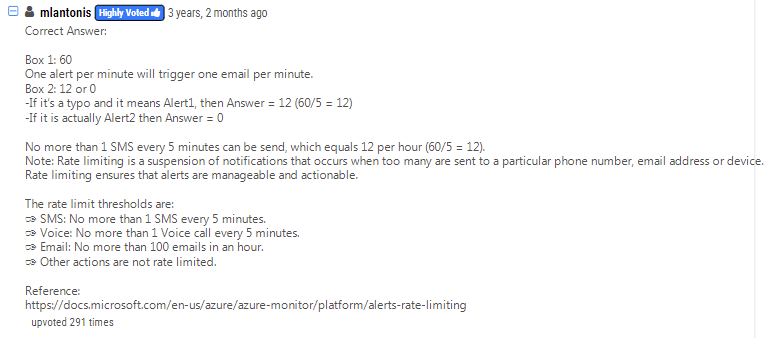 mlantonis Highly Voted 3 years, 2 months ago
Correct Answer:
Box 1: 60
One alert per minute will trigger one email per minute.
Box 2: 12 or 0
-If it's a typo and it means Alert1, then Answer = 12 (60/5 = 12)
-If it is actually Alert2 then Answer = 0
No more than 1 SMS every 5 minutes can be send, which equals 12 per hour (60/5 = 12).
Note: Rate limiting is a suspension of notifications that occurs when too many are sent to a particular phone number, email address or device.
Rate limiting ensures that alerts are manageable and actionable.
The rate limit thresholds are:
⇒ SMS: No more than 1 SMS every 5 minutes.
⇒ Voice: No more than 1 Voice call every 5 minutes.
⇒ Email: No more than 100 emails in an hour.
⇒ Other actions are not rate limited.
Reference:
https://docs.microsoft.com/en-us/azure/azure-monitor/platform/alerts-rate-limiting
upvoted 291 times